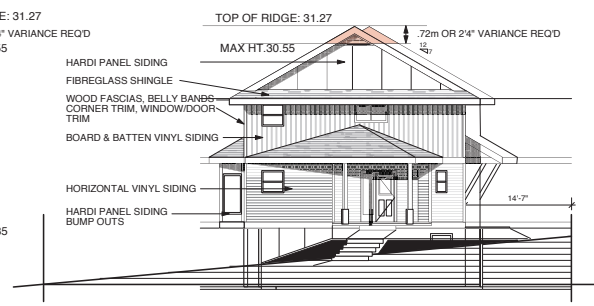 E: 31.27
TOP OF RIDGE: 31.27
" VARIANCE REQ'D
.72m OR 2'4" VARIANCE REQ'D
55
MAX HT.30.55
12
7
HARDI PANEL SIDING
FIBREGLASS SHINGLE
WOOD FASCIAS, BELLY BANDS
CORNER TRIM, WINDOW/DOOR
TRIM
BOARD & BATTEN VINYL SIDING
HORIZONTAL VINYL SIDING
14'-7"
HARDI PANEL SIDING
BUMP OUTS
35